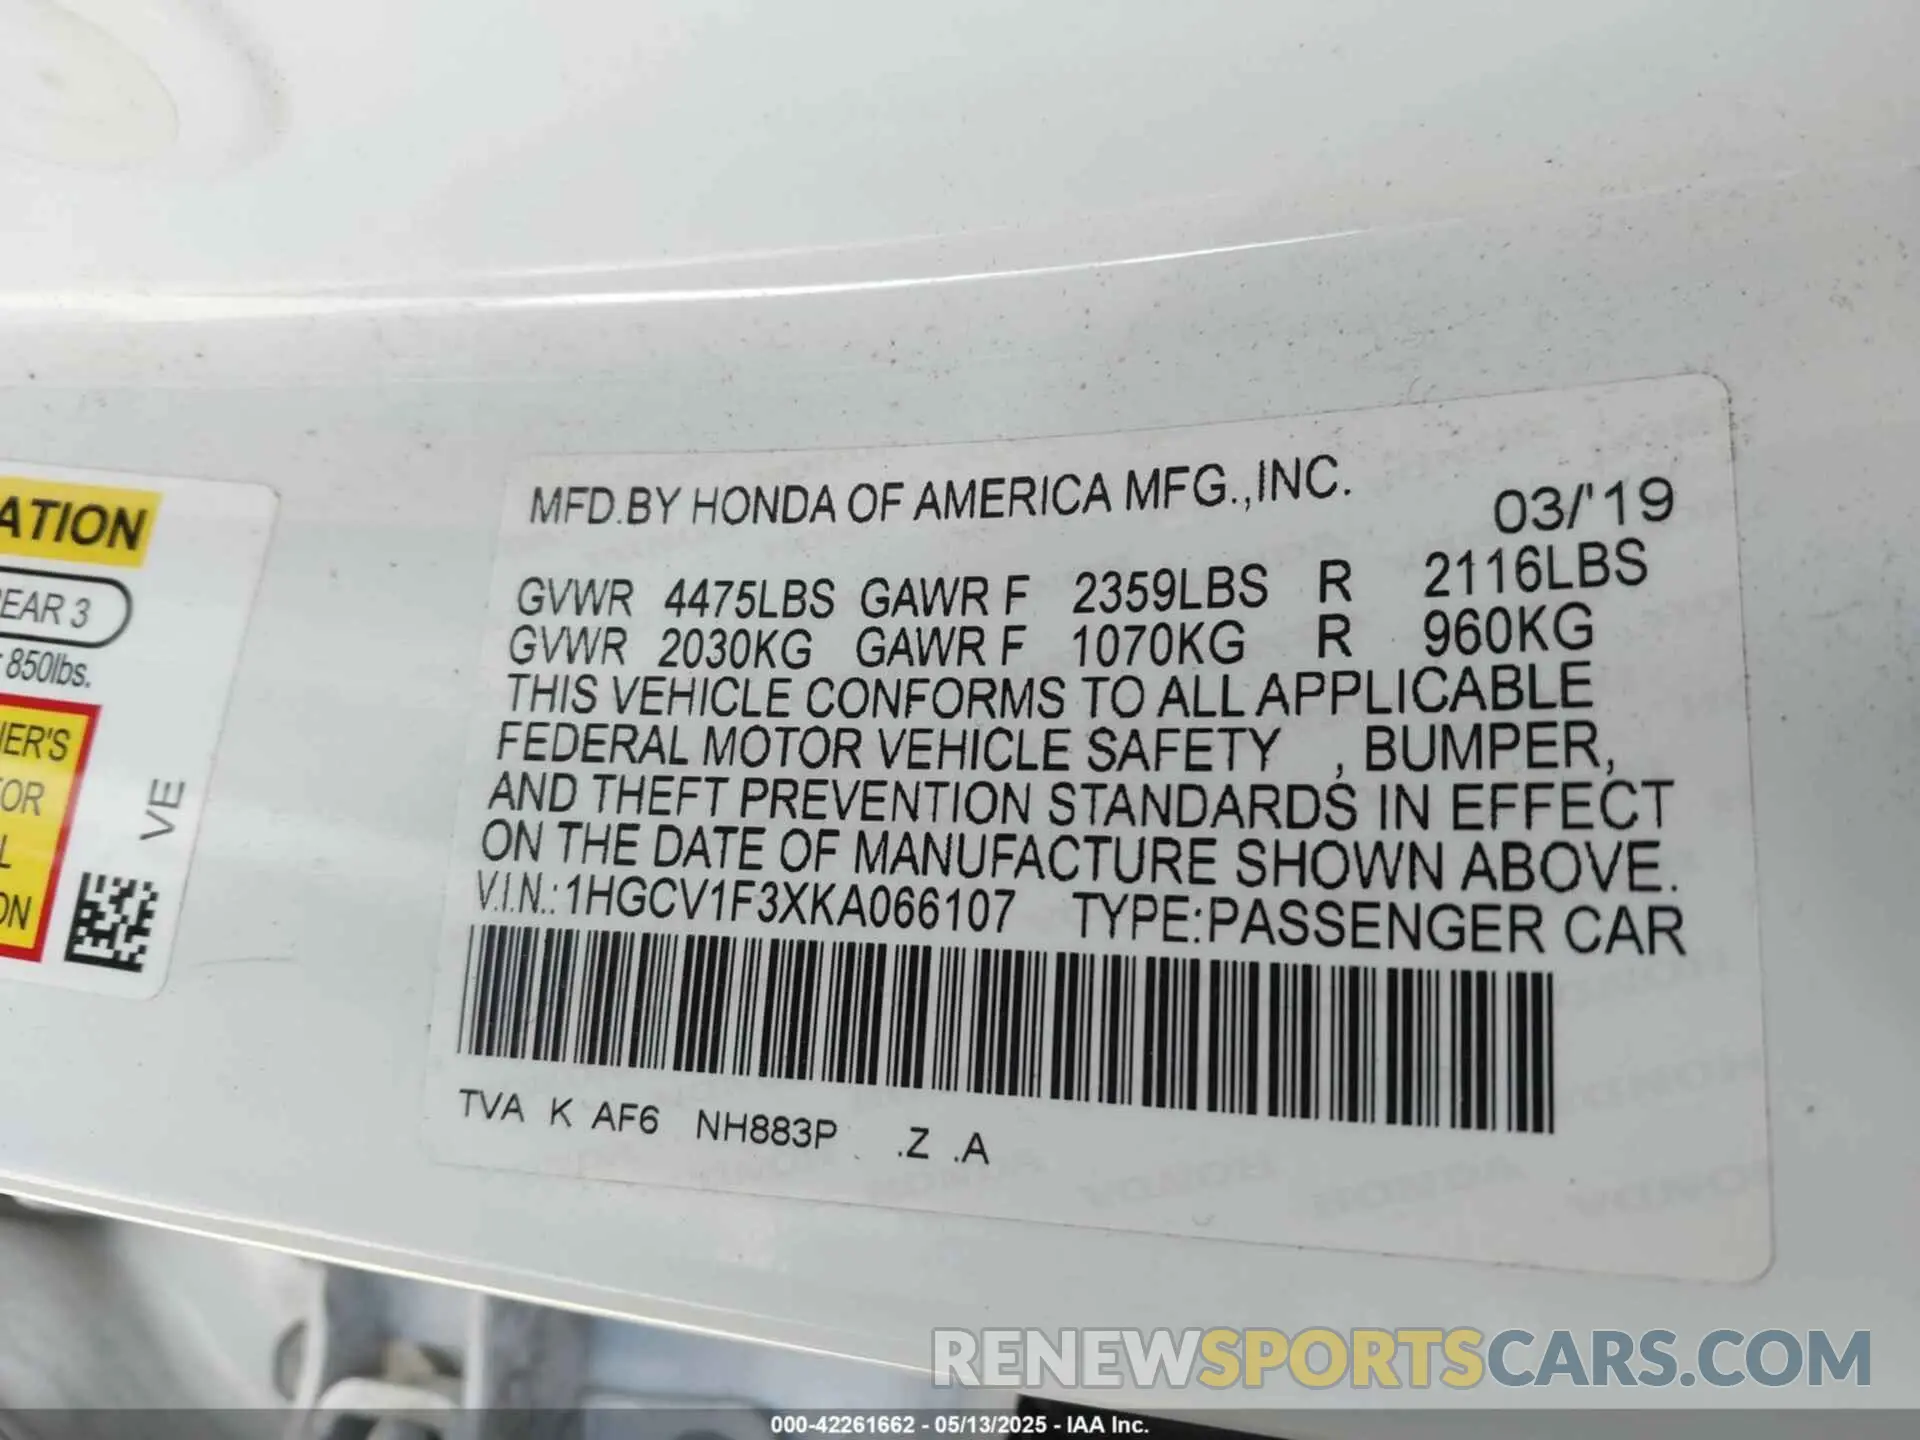 MFD.BY HONDA OF AMERICA MFG.,INC. 03/'19
GVWR 4475LBS GAWR F 2359LBS R 2116LBS
GVWR 2030KG GAWR F 1070KG R 960KG
THIS VEHICLE CONFORMS TO ALL APPLICABLE
FEDERAL MOTOR VEHICLE SAFETY , BUMPER,
AND THEFT PREVENTION STANDARDS IN EFFECT
ON THE DATE OF MANUFACTURE SHOWN ABOVE.
V.I.N.: 1HGCV1F3XKA066107 TYPE:PASSENGER CAR
TVA K AF6 NH883P .Z .A
ATION
EAR 3
850lbs.
ER'S
OR
L
ON
VE
RENEWSPORTSCARS.COM
000-42261662 - 05/13/2025 - IAA Inc.